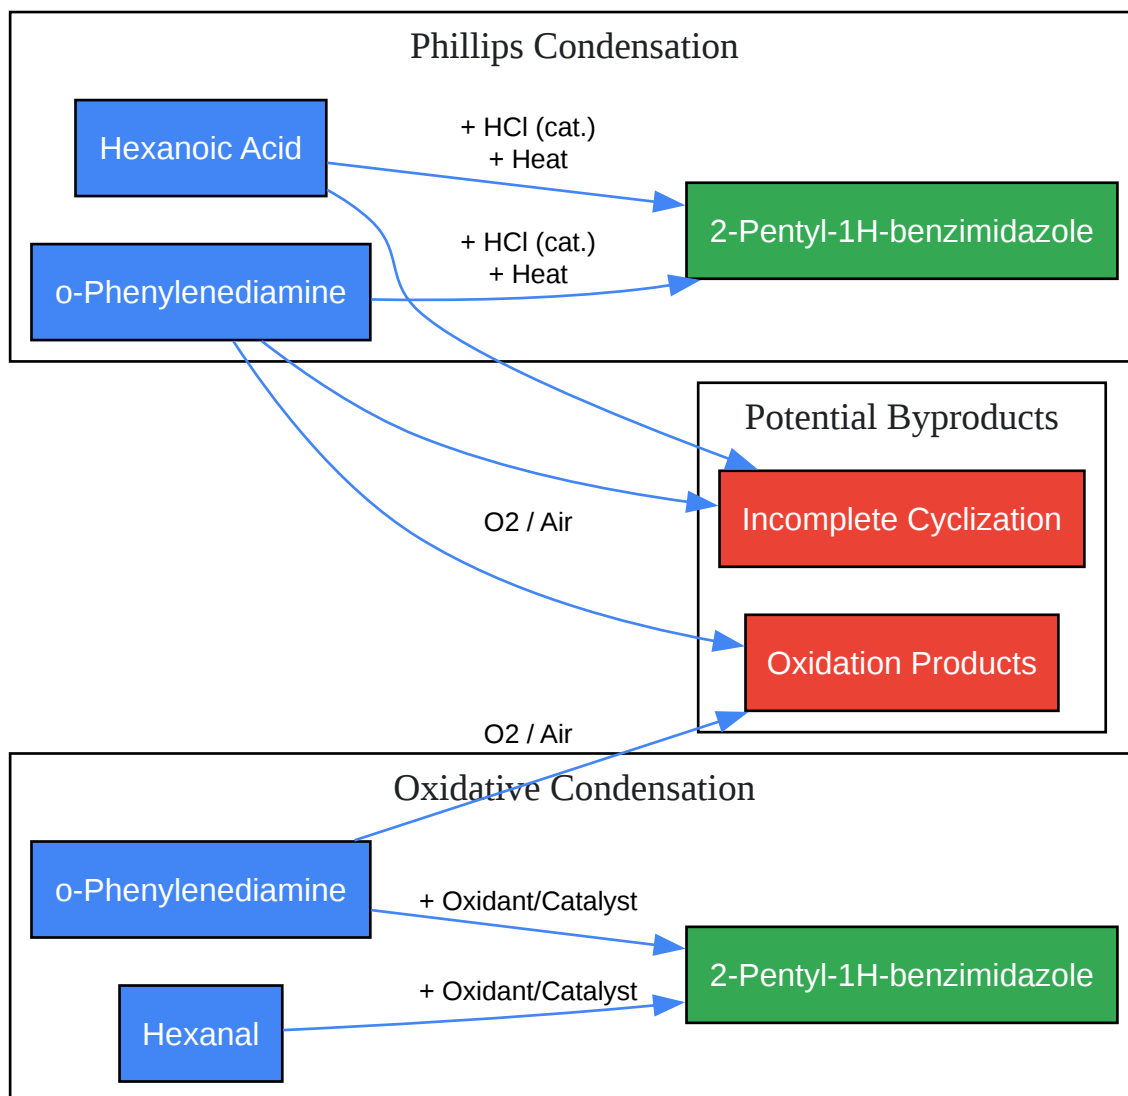 Phillips Condensation
Hexanoic Acid
+ HCl (cat.)
+ Heat
2-Pentyl-1H-benzimidazole
+ HCl (cat.)
+ Heat
o-Phenylenediamine
Potential Byproducts
Incomplete Cyclization
O2 / Air
Oxidation Products
O2 / Air
Oxidative Condensation
o-Phenylenediamine
+ Oxidant/Catalyst
2-Pentyl-1H-benzimidazole
+ Oxidant/Catalyst
Hexanal